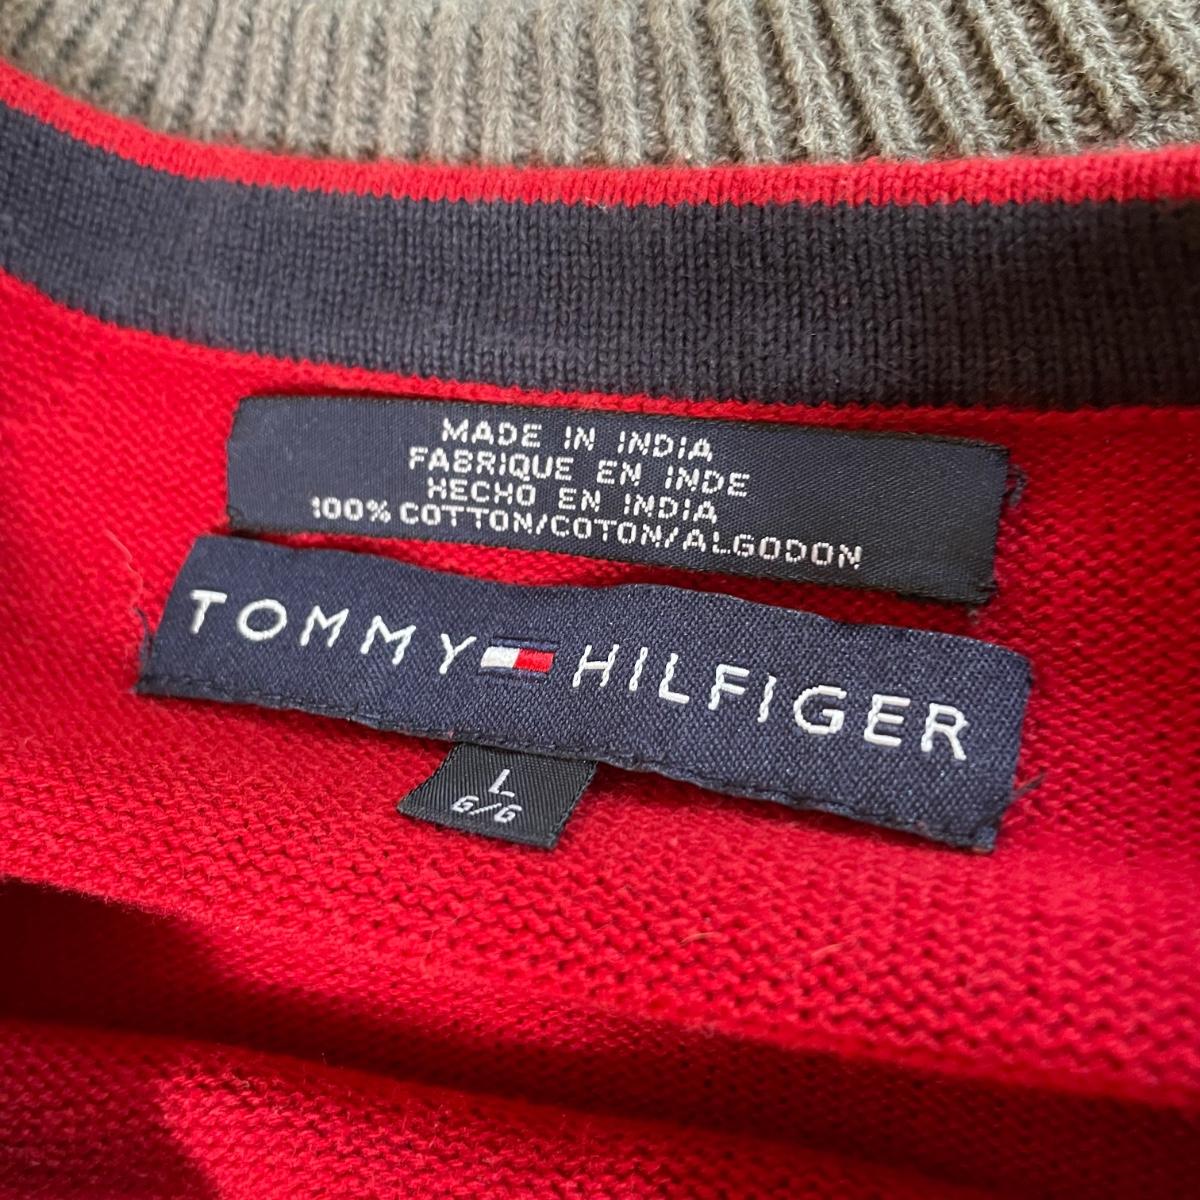 MADE IN INDIA
FABRIQUE EN INDE
HECHO EN INDIA
100% COTTON/COTON/ALGODON
TOMMY HILFIGER
L
G/G